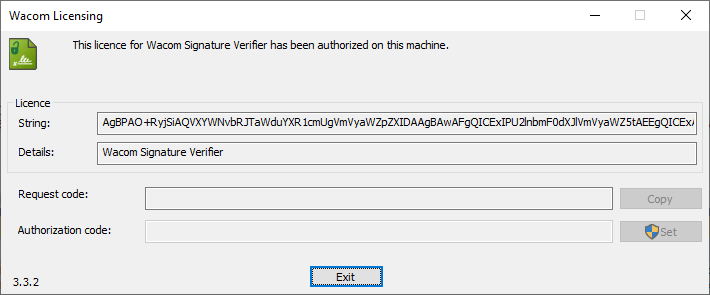 Wacom Licensing
This licence for Wacom Signature Verifier has been authorized on this machine.
Licence
String: AgBPAO+RyjSiAQVXYWNvbRJTaWduYXR1cmUgVmVyaWZpZXIDAAgBAwAFgQICExIPU2lnbmF0dXJlVmVyaWZ5tAEEgQICEx
Details: Wacom Signature Verifier
Request code: Copy
Authorization code: Set
3.3.2 Exit